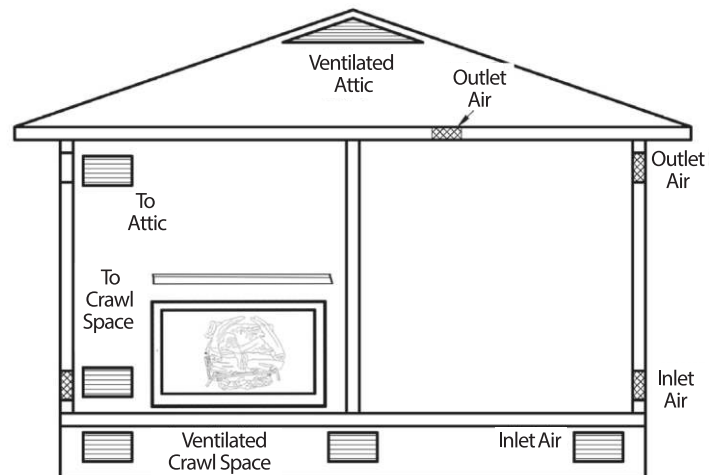 Ventilated
Attic
Outlet
Air
Outlet
Air
To
Attic
To
Crawl
Space
Inlet
Air
Ventilated
Crawl Space
Inlet Air